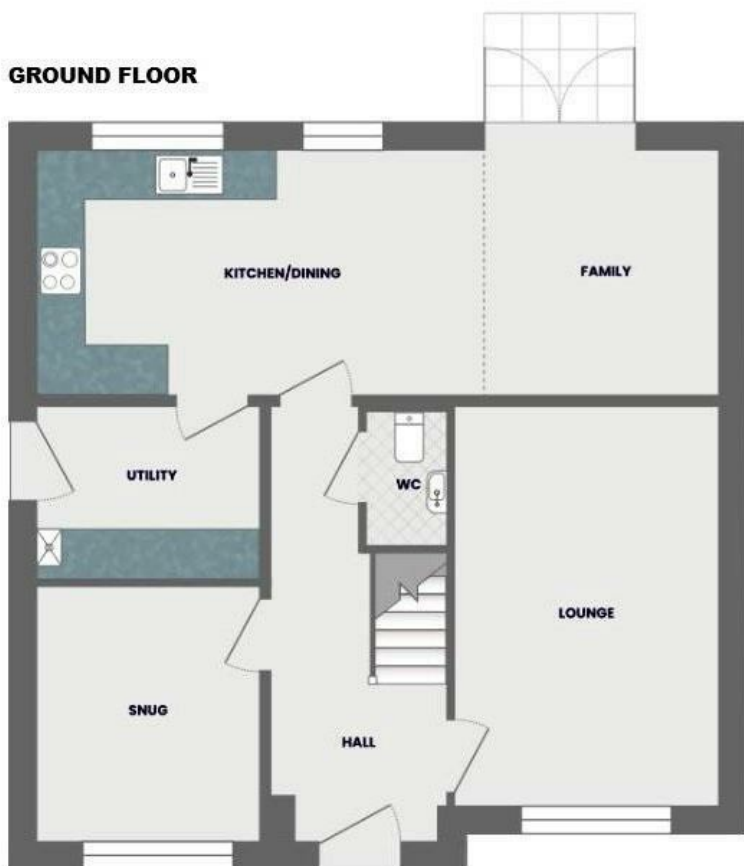 GROUND FLOOR
KITCHEN/DINING
FAMILY
UTILITY
WC
LOUNGE
SNUG
HALL